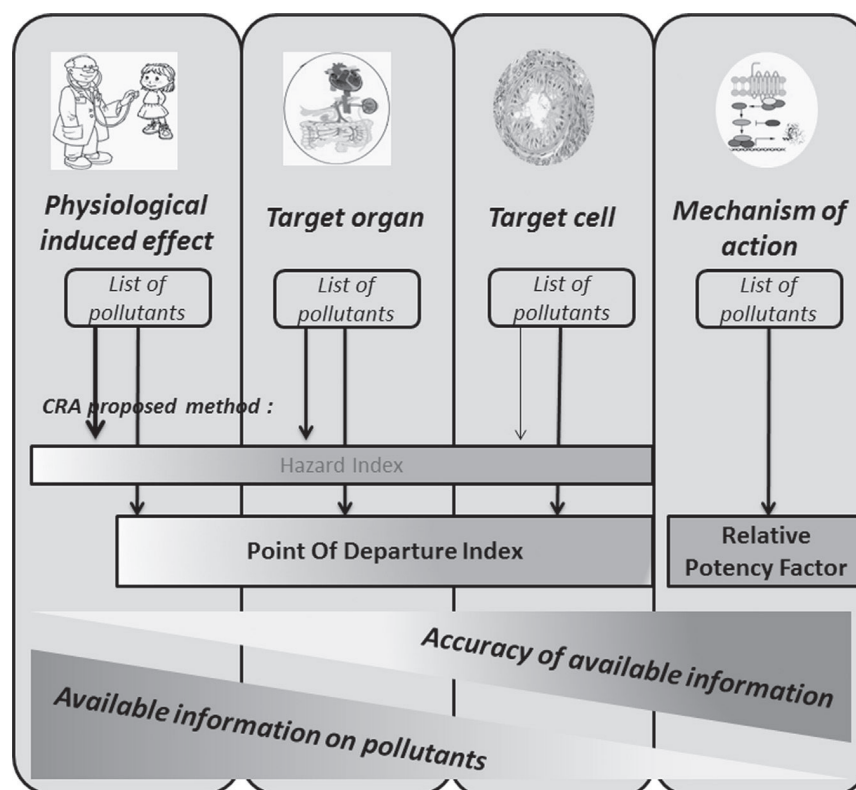 Physiological
induced effect
Target organ
Target cell
Mechanism of
action
List of
pollutants
List of
pollutants
List of
pollutants
List of
pollutants
CRA proposed method :
Hazard Index
Point Of Departure Index
Relative
Potency Factor
Accuracy of available information
Available information on pollutants